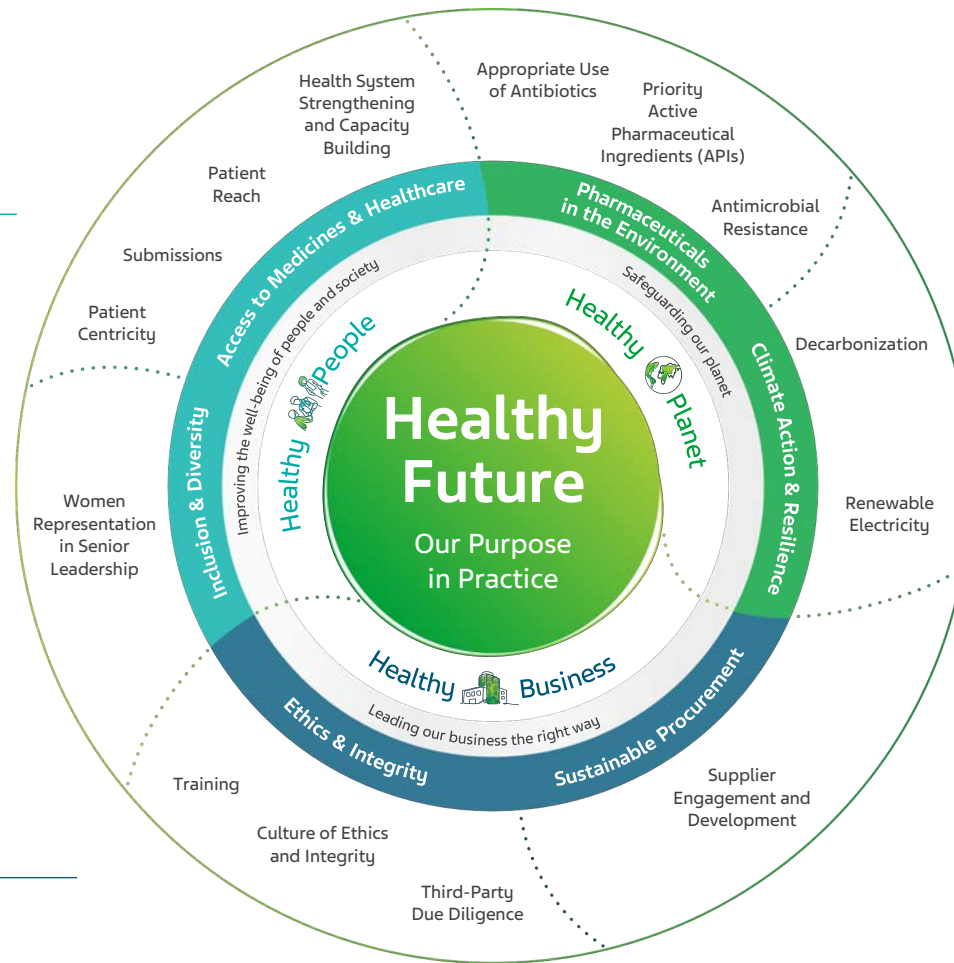 Healthy
Future
Our Purpose
in Practice
Healthy People
Improving the well-being of people and society
Access to Medicines & Healthcare
Health System
Strengthening
and Capacity
Building
Patient
Reach
Submissions
Patient
Centricity
Inclusion & Diversity
Women
Representation
in Senior
Leadership
Healthy Planet
Safeguarding our planet
Pharmaceuticals
in the Environment
Appropriate Use
of Antibiotics
Priority
Active
Pharmaceutical
Ingredients (APIs)
Antimicrobial
Resistance
Climate Action & Resilience
Decarbonization
Renewable
Electricity
Healthy Business
Leading our business the right way
Ethics & Integrity
Training
Culture of Ethics
and Integrity
Third-Party
Due Diligence
Sustainable Procurement
Supplier
Engagement and
Development